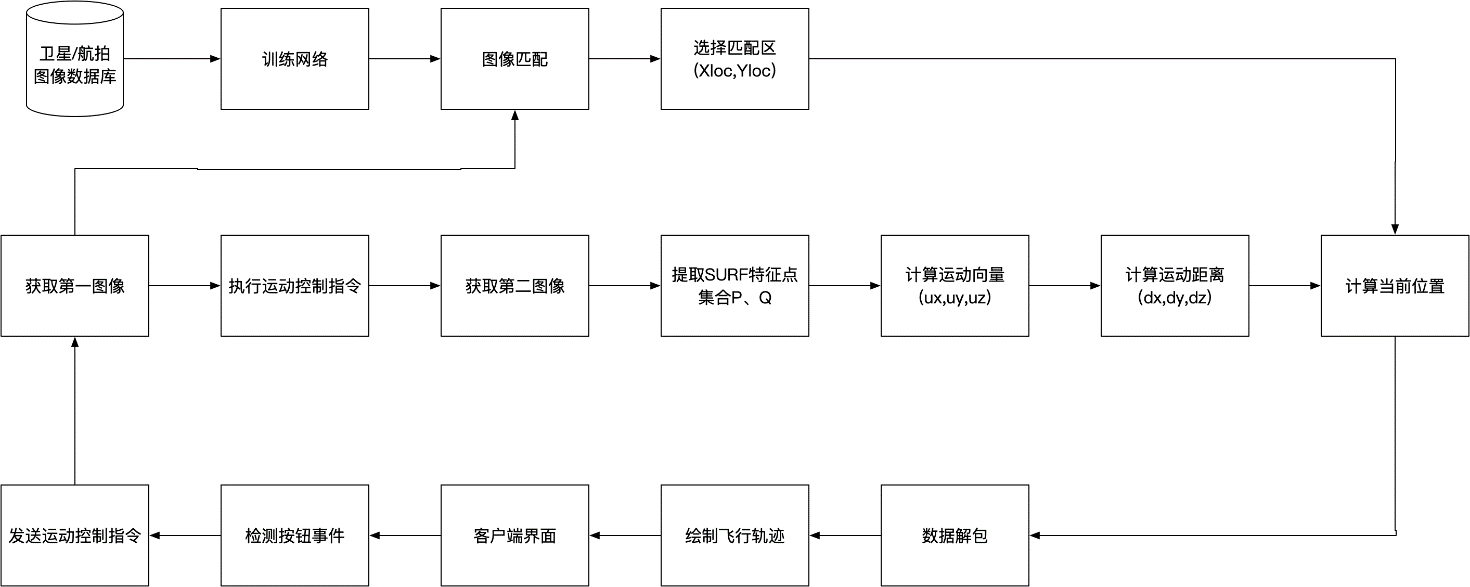 卫星/航拍
图像数据库
训练网络
图像匹配
选择匹配区
(Xloc,Yloc)
获取第一图像
执行运动控制指令
获取第二图像
提取SURF特征点
集合P、Q
计算运动向量
(ux,uy,uz)
计算运动距离
(dx,dy,dz)
计算当前位置
发送运动控制指令
检测按钮事件
客户端界面
绘制飞行轨迹
数据解包